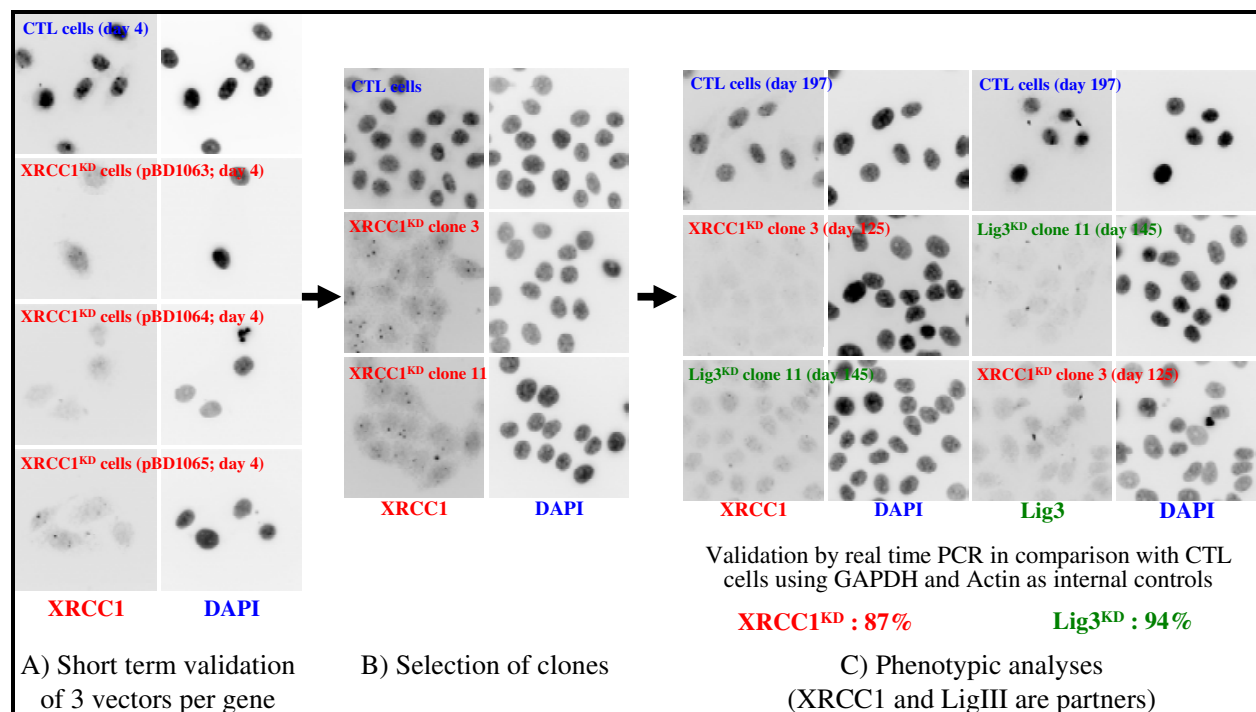 CTL cells (day 4)
XRCC1KD cells (pBD1063; day 4)
XRCC1KD cells (pBD1064; day 4)
XRCC1KD cells (pBD1065; day 4)
XRCC1 DAPI
A) Short term validation
of 3 vectors per gene
CTL cells
XRCC1KD clone 3
XRCC1KD clone 11
XRCC1 DAPI
B) Selection of clones
CTL cells (day 197) CTL cells (day 197)
XRCC1KD clone 3 (day 125) Lig3KD clone 11 (day 145)
Lig3KD clone 11 (day 145) XRCC1KD clone 3 (day 125)
XRCC1 DAPI Lig3 DAPI
Validation by real time PCR in comparison with CTL
cells using GAPDH and Actin as internal controls
XRCC1KD : 87% Lig3KD : 94%
C) Phenotypic analyses
(XRCC1 and LigIII are partners)